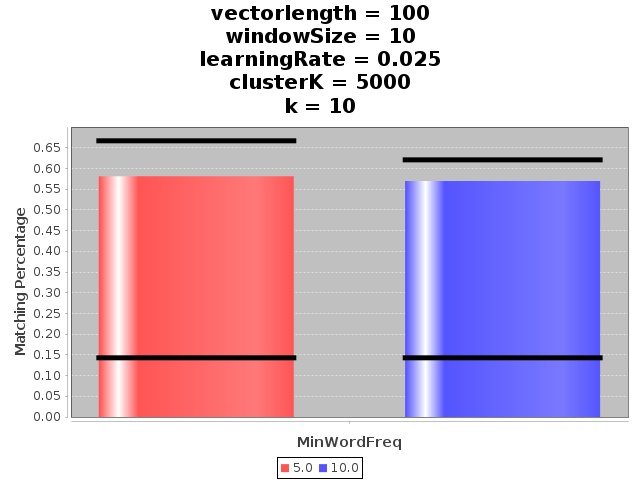 vectorlength = 100
windowSize = 10
learningRate = 0.025
clusterK = 5000
k = 10
0.65
0.60
0.55
0.50
0.45
0.40
0.35
0.30
0.25
0.20
0.15
0.10
0.05
0.00
Matching Percentage
MinWordFreq
5.0 10.0